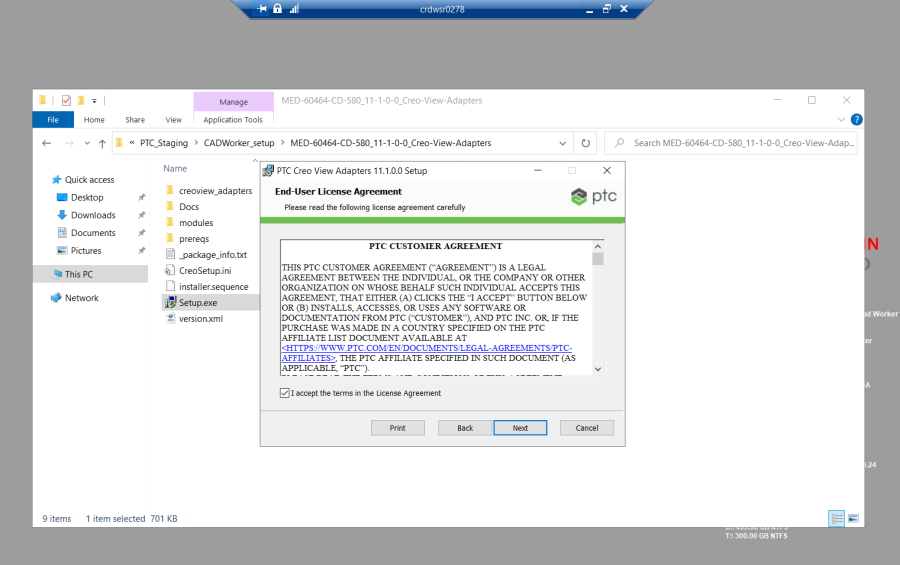 crdwsr0278
Manage
MED-60464-CD-580_11-1-0-0_Creo-View-Adapters
File
Home
Share
View
Application Tools
« PTC_Staging > CADWorker_setup > MED-60464-CD-580_11-1-0-0_Creo-View-Adapters
Search MED-60464-CD-580_11-1-0-0_Creo-View-Adap...
Quick access
Desktop
Downloads
Documents
Pictures
This PC
Network
Name
creoview_adapters
Docs
modules
prereqs
_package_info.txt
CreoSetup.ini
installer.sequence
Setup.exe
version.xml
PTC Creo View Adapters 11.1.0.0 Setup
End-User License Agreement
Please read the following license agreement carefully
ptc
PTC CUSTOMER AGREEMENT
THIS PTC CUSTOMER AGREEMENT (“AGREEMENT”) IS A LEGAL
AGREEMENT BETWEEN THE INDIVIDUAL, OR THE COMPANY OR OTHER
ORGANIZATION ON WHOSE BEHALF SUCH INDIVIDUAL ACCEPTS THIS
AGREEMENT, THAT EITHER (A) CLICKS THE “I ACCEPT” BUTTON BELOW
OR (B) INSTALLS, ACCESSES, OR USES ANY SOFTWARE OR
DOCUMENTATION FROM PTC (“CUSTOMER”), AND PTC INC. OR, IF THE
PURCHASE WAS MADE IN A COUNTRY SPECIFIED ON THE PTC
AFFILIATE LIST DOCUMENT AVAILABLE AT
<HTTPS://WWW.PTC.COM/EN/DOCUMENTS/LEGAL-AGREEMENTS/PTC-
AFFILIATES>, THE PTC AFFILIATE SPECIFIED IN SUCH DOCUMENT (AS
APPLICABLE, “PTC”).
I accept the terms in the License Agreement
Print
Back
Next
Cancel
9 items
1 item selected 701 KB
Worker
.24
T:\ 300.00 GB NTFS